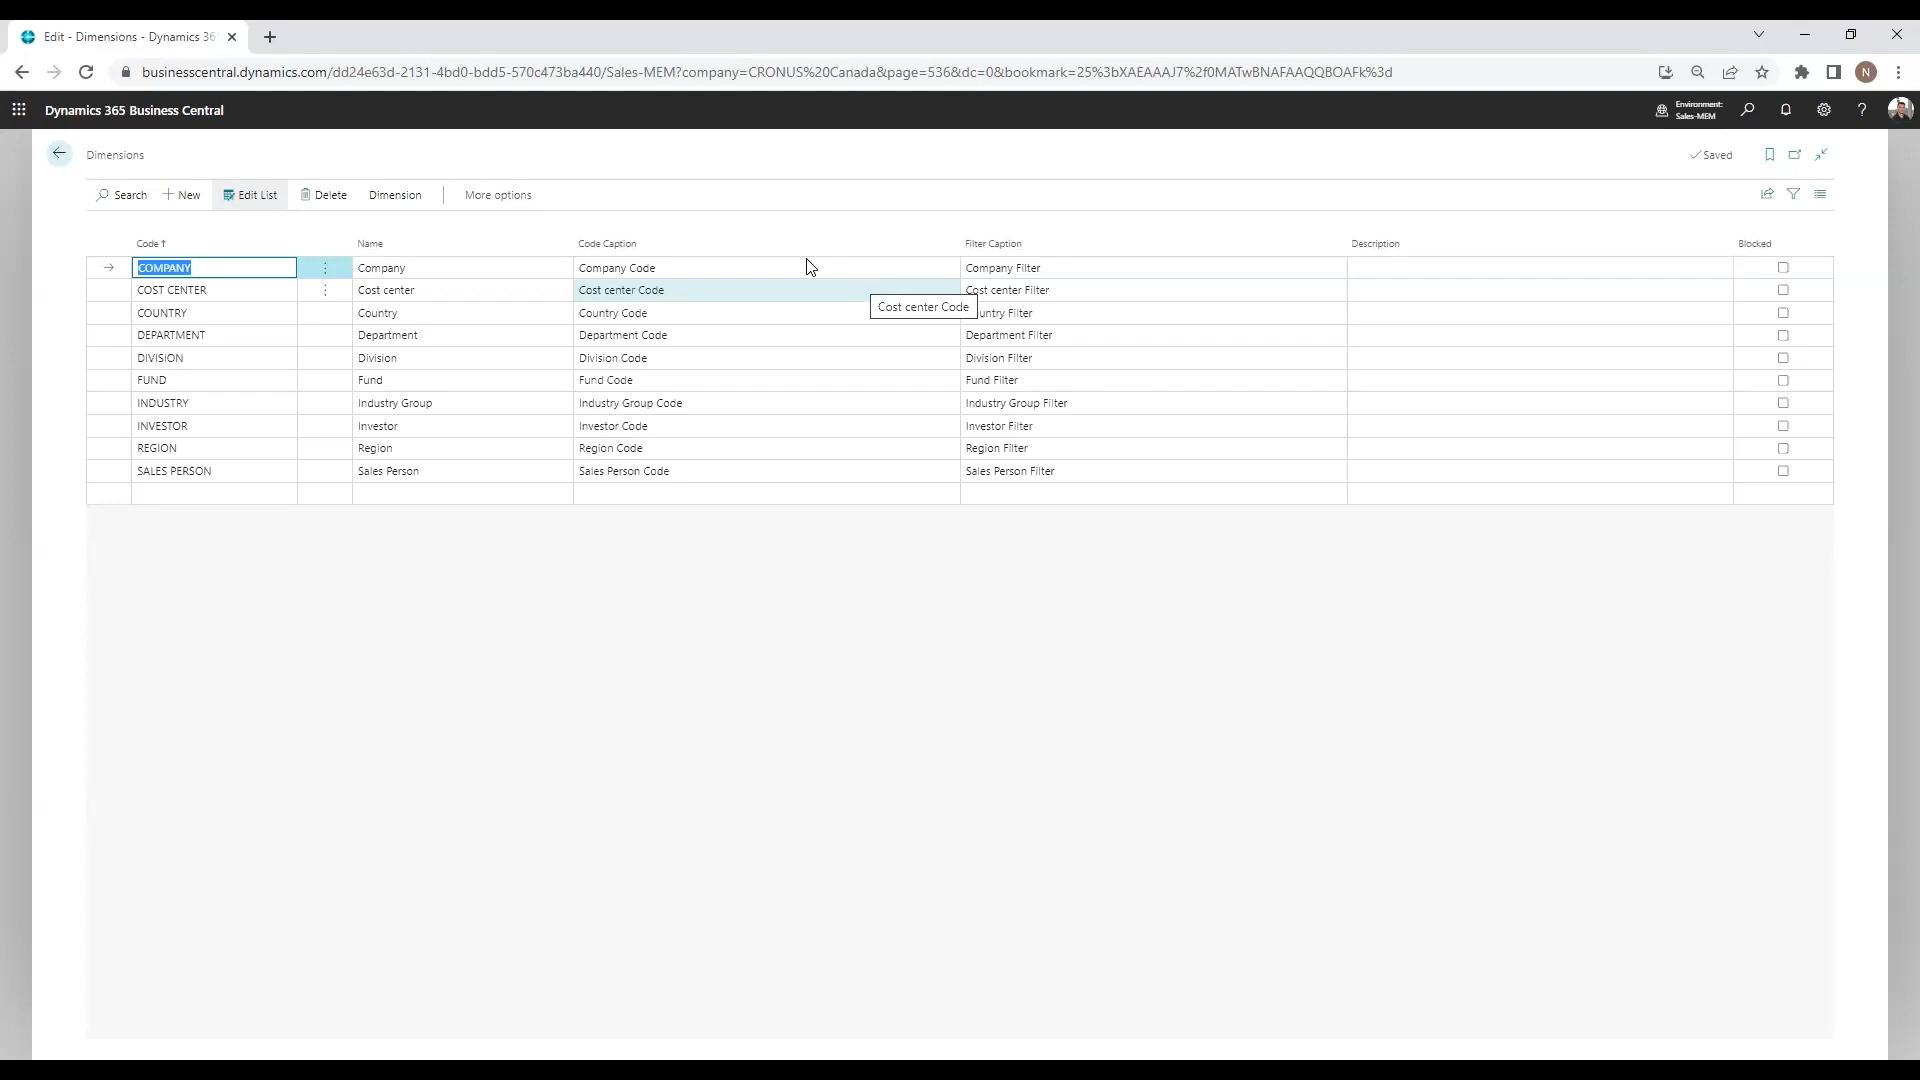 Edit - Dimensions - Dynamics 36
businesscentral.dynamics.com/dd24e63d-2131-4bd0-bdd5-570c473ba440/Sales-MEM?company=CRONUS%20Canada&page=536&dc=0&bookmark=25%3bXAEAAAJ7%2f0MATwBNAFAAQQBOAFk%3d
N
Dynamics 365 Business Central
Environment:
Sales-MEM
Dimensions
Saved
Search
New
Edit List
Delete
Dimension
More options
Code Name Code Caption Filter Caption Description Blocked
COMPANY Company Company Code Company Filter
COST CENTER Cost center Cost center Code Cost center Filter
Cost center Code
COUNTRY Country Country Code untry Filter
DEPARTMENT Department Department Code Department Filter
DIVISION Division Division Code Division Filter
FUND Fund Fund Code Fund Filter
INDUSTRY Industry Group Industry Group Code Industry Group Filter
INVESTOR Investor Investor Code Investor Filter
REGION Region Region Code Region Filter
SALES PERSON Sales Person Sales Person Code Sales Person Filter